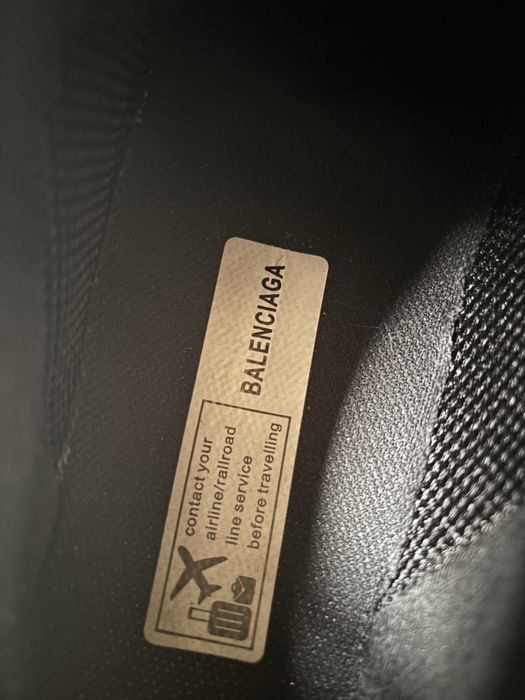 BALENCIAGA
contact your
airline/railroad
line service
before travelling